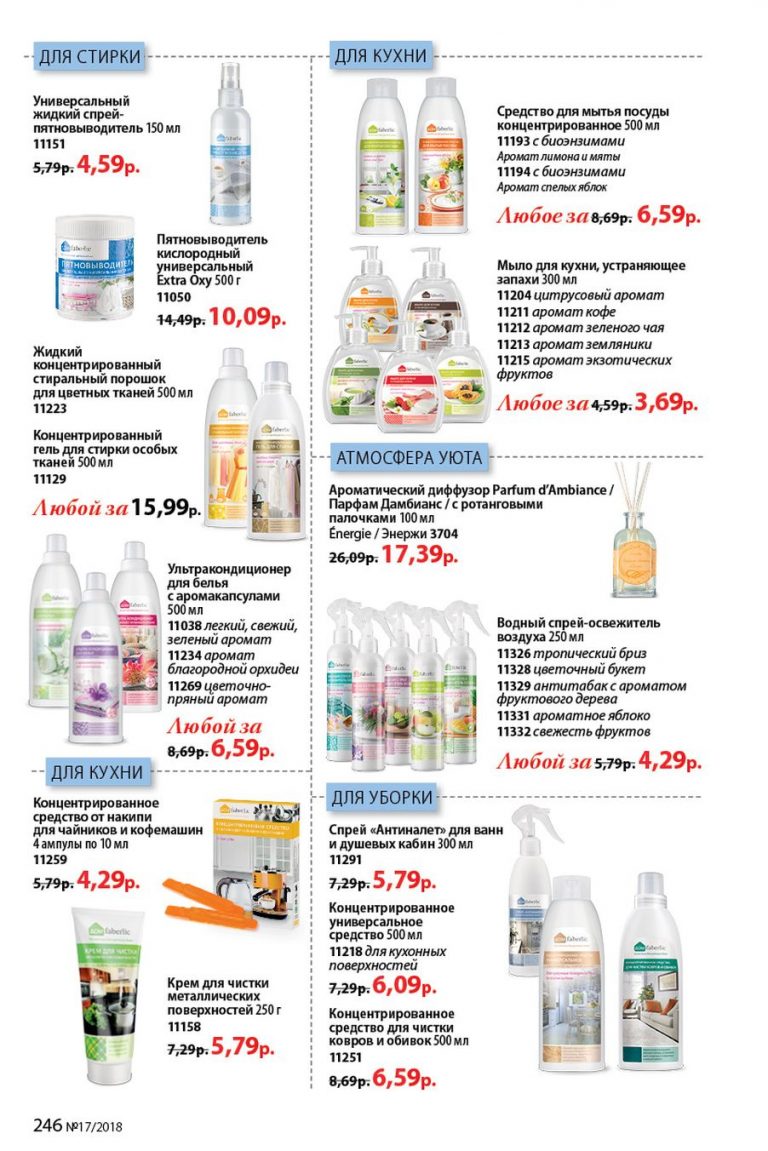 ДЛЯ СТИРКИ
Универсальный
жидкий спрей-
пятновыводитель 150 мл
11151
5,79р. 4,59р.
faberlic
Пятновыводитель
кислородный
универсальный
Extra Oxy 500 г
11050
14,49р. 10,09р.
faberlic
ПЯТНОВЫВОДИТЕЛЬ
Жидкий
концентрированный
стиральный порошок
для цветных тканей 500 мл
11223
Концентрированный
гель для стирки особых
тканей 500 мл
11129
Любой за 15,99р.
Ультракондиционер
для белья
с аромакапсулами
500 мл
11038 легкий, свежий,
зеленый аромат
11234 аромат
благородной орхидеи
11269 цветочно-
пряный аромат
Любой за
8,69р. 6,59р.
ДЛЯ КУХНИ
Концентрированное
средство от накипи
для чайников и кофемашин
4 ампулы по 10 мл
11259
5,79р. 4,29р.
faberlic
ДОМ faberlic
КРЕМ ДЛЯ ЧИСТКИ
Крем для чистки
металлических
поверхностей 250 г
11158
7,29р. 5,79р.
246 №17/2018
ДЛЯ КУХНИ
Средство для мытья посуды
концентрированное 500 мл
11193 с биоэнзимами
Аромат лимона и мяты
11194 с биоэнзимами
Аромат спелых яблок
Любое за 8,69р. 6,59р.
Мыло для кухни, устраняющее
запахи 300 мл
11204 цитрусовый аромат
11211 аромат кофе
11212 аромат зеленого чая
11213 аромат земляники
11215 аромат экзотических
фруктов
Любое за 4,59р. 3,69р.
АТМОСФЕРА УЮТА
Ароматический диффузор Parfum d’Ambiance /
Парфам Дамбианс / с ротанговыми
палочками 100 мл
Énergie / Энержи 3704
26,09р. 17,39р.
Водный спрей-освежитель
воздуха 250 мл
11326 тропический бриз
11328 цветочный букет
11329 антитабак с ароматом
фруктового дерева
11331 ароматное яблоко
11332 свежесть фруктов
Любой за 5,79р. 4,29р.
ДЛЯ УБОРКИ
Спрей «Антиналет» для ванн
и душевых кабин 300 мл
11291
7,29р. 5,79р.
Концентрированное
универсальное
средство 500 мл
11218 для кухонных
поверхностей
7,29р. 6,09р.
Концентрированное
средство для чистки
ковров и обивок 500 мл
11251
8,69р. 6,59р.
faberlic
faberlic